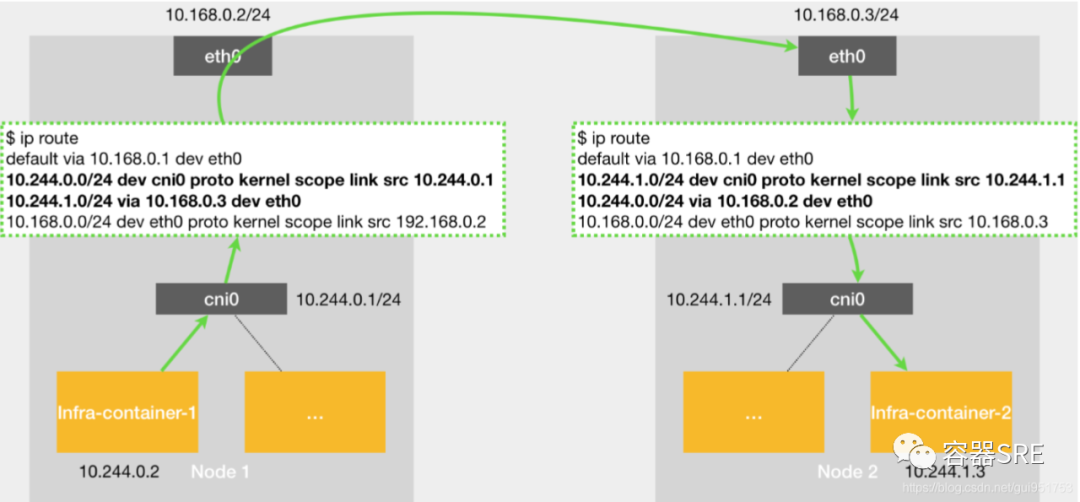 10.168.0.2/24
10.168.0.3/24
eth0
eth0
$ ip route
default via 10.168.0.1 dev eth0
10.244.0.0/24 dev cni0 proto kernel scope link src 10.244.0.1
10.244.1.0/24 via 10.168.0.3 dev eth0
10.168.0.0/24 dev eth0 proto kernel scope link src 192.168.0.2
$ ip route
default via 10.168.0.1 dev eth0
10.244.1.0/24 dev cni0 proto kernel scope link src 10.244.1.1
10.244.0.0/24 via 10.168.0.2 dev eth0
10.168.0.0/24 dev eth0 proto kernel scope link src 10.168.0.3
cni0
10.244.0.1/24
10.244.1.1/24
cni0
Infra-container-1
...
...
Infra-container-2
10.244.0.2
Node 1
Node 2
10.244.1.3
容器SRE